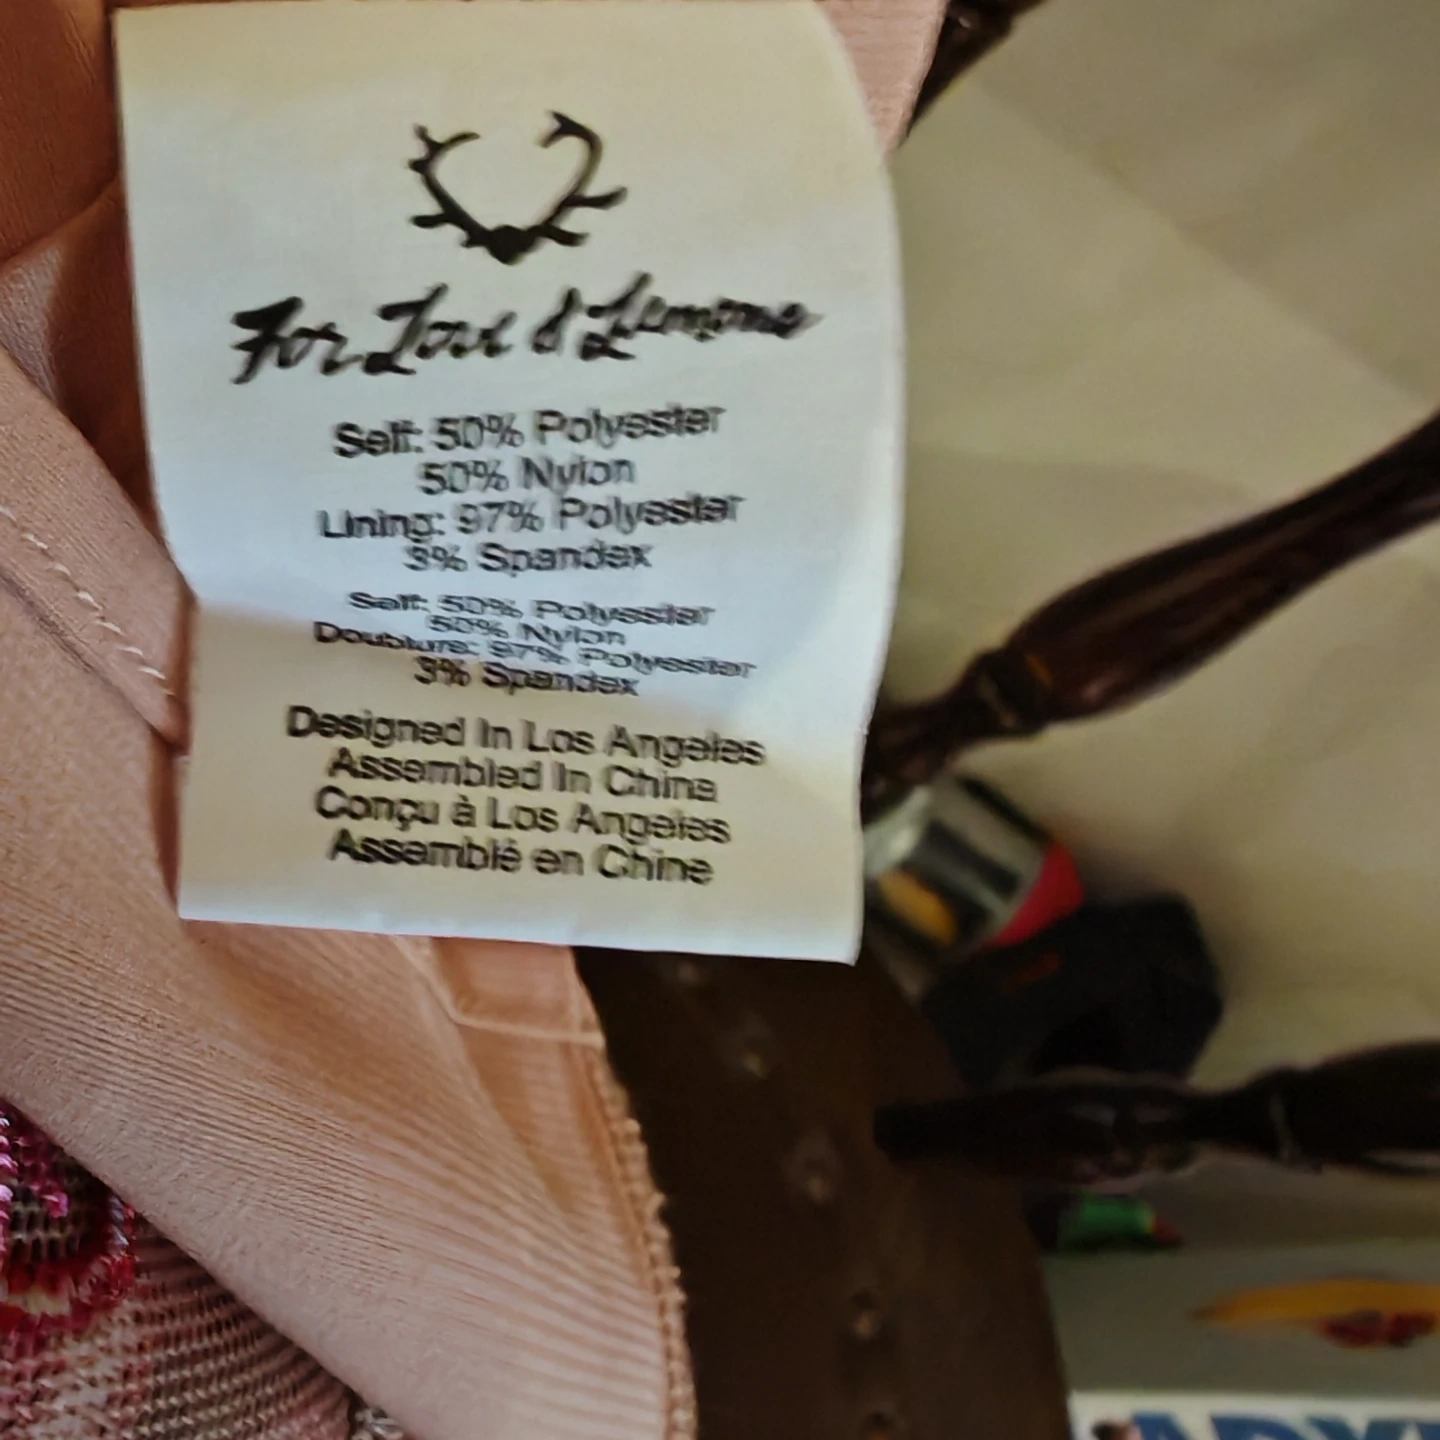 For Love & Lemons
Self: 50% Polyester
50% Nylon
Lining: 97% Polyester
3% Spandex
Self: 50% Polyester
50% Nylon
Doublure: 97% Polyester
3% Spandex
Designed In Los Angeles
Assembled In China
Conçu à Los Angeles
Assemblé en Chine